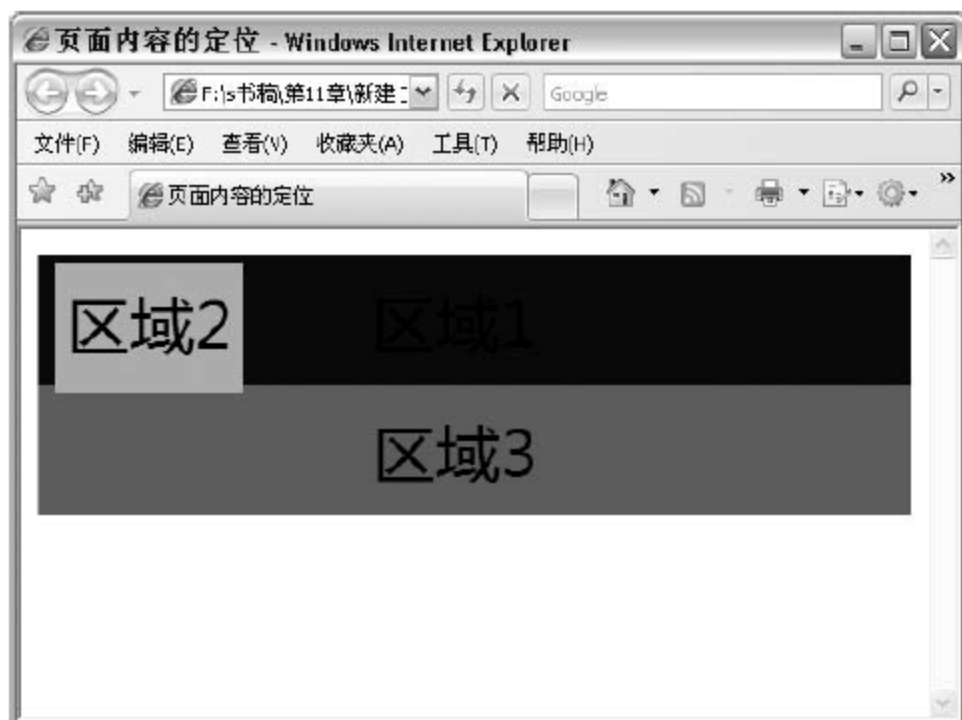 页面内容的定位 - Windows Internet Explorer
F:\s书稿\第11章\新建
Google
文件(F) 编辑(E) 查看(V) 收藏夹(A) 工具(T) 帮助(H)
页面内容的定位
区域2 区域1
区域3